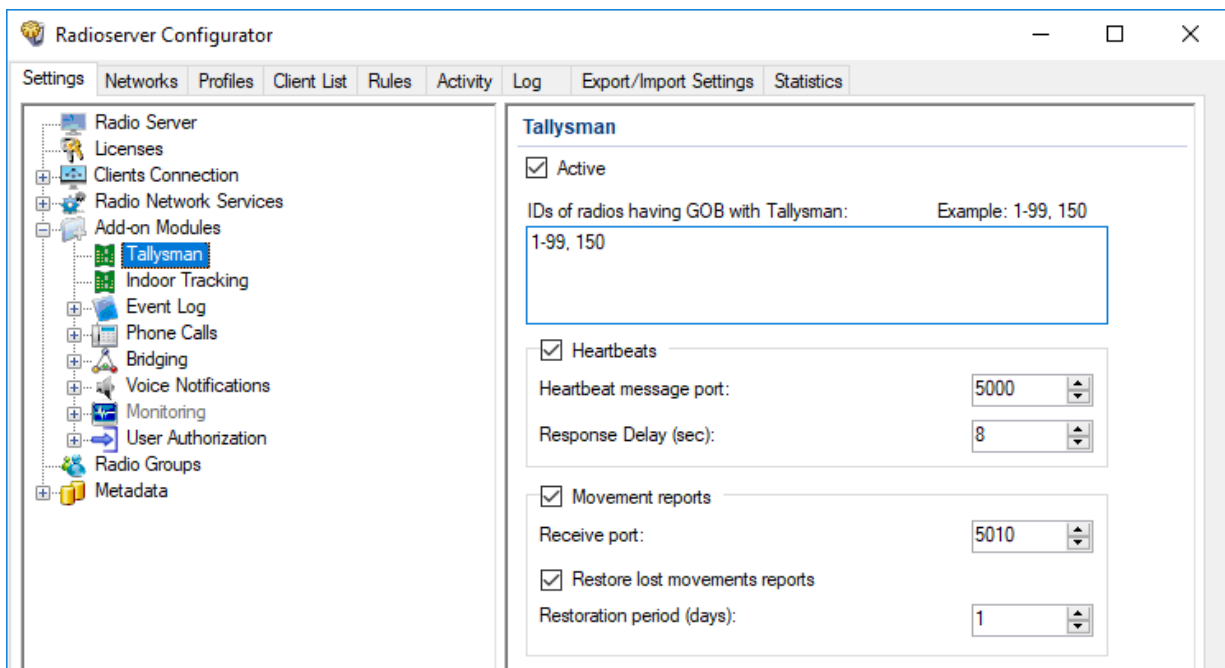 Radioserver Configurator
Settings Networks Profiles Client List Rules Activity Log Export/Import Settings Statistics
Radio Server
Licenses
Clients Connection
Radio Network Services
Add-on Modules
Tallysman
Indoor Tracking
Event Log
Phone Calls
Bridging
Voice Notifications
Monitoring
User Authorization
Radio Groups
Metadata
Tallysman
Active
IDs of radios having GOB with Tallysman: Example: 1-99, 150
1-99, 150
Heartbeats
Heartbeat message port: 5000
Response Delay (sec): 8
Movement reports
Receive port: 5010
Restore lost movements reports
Restoration period (days): 1